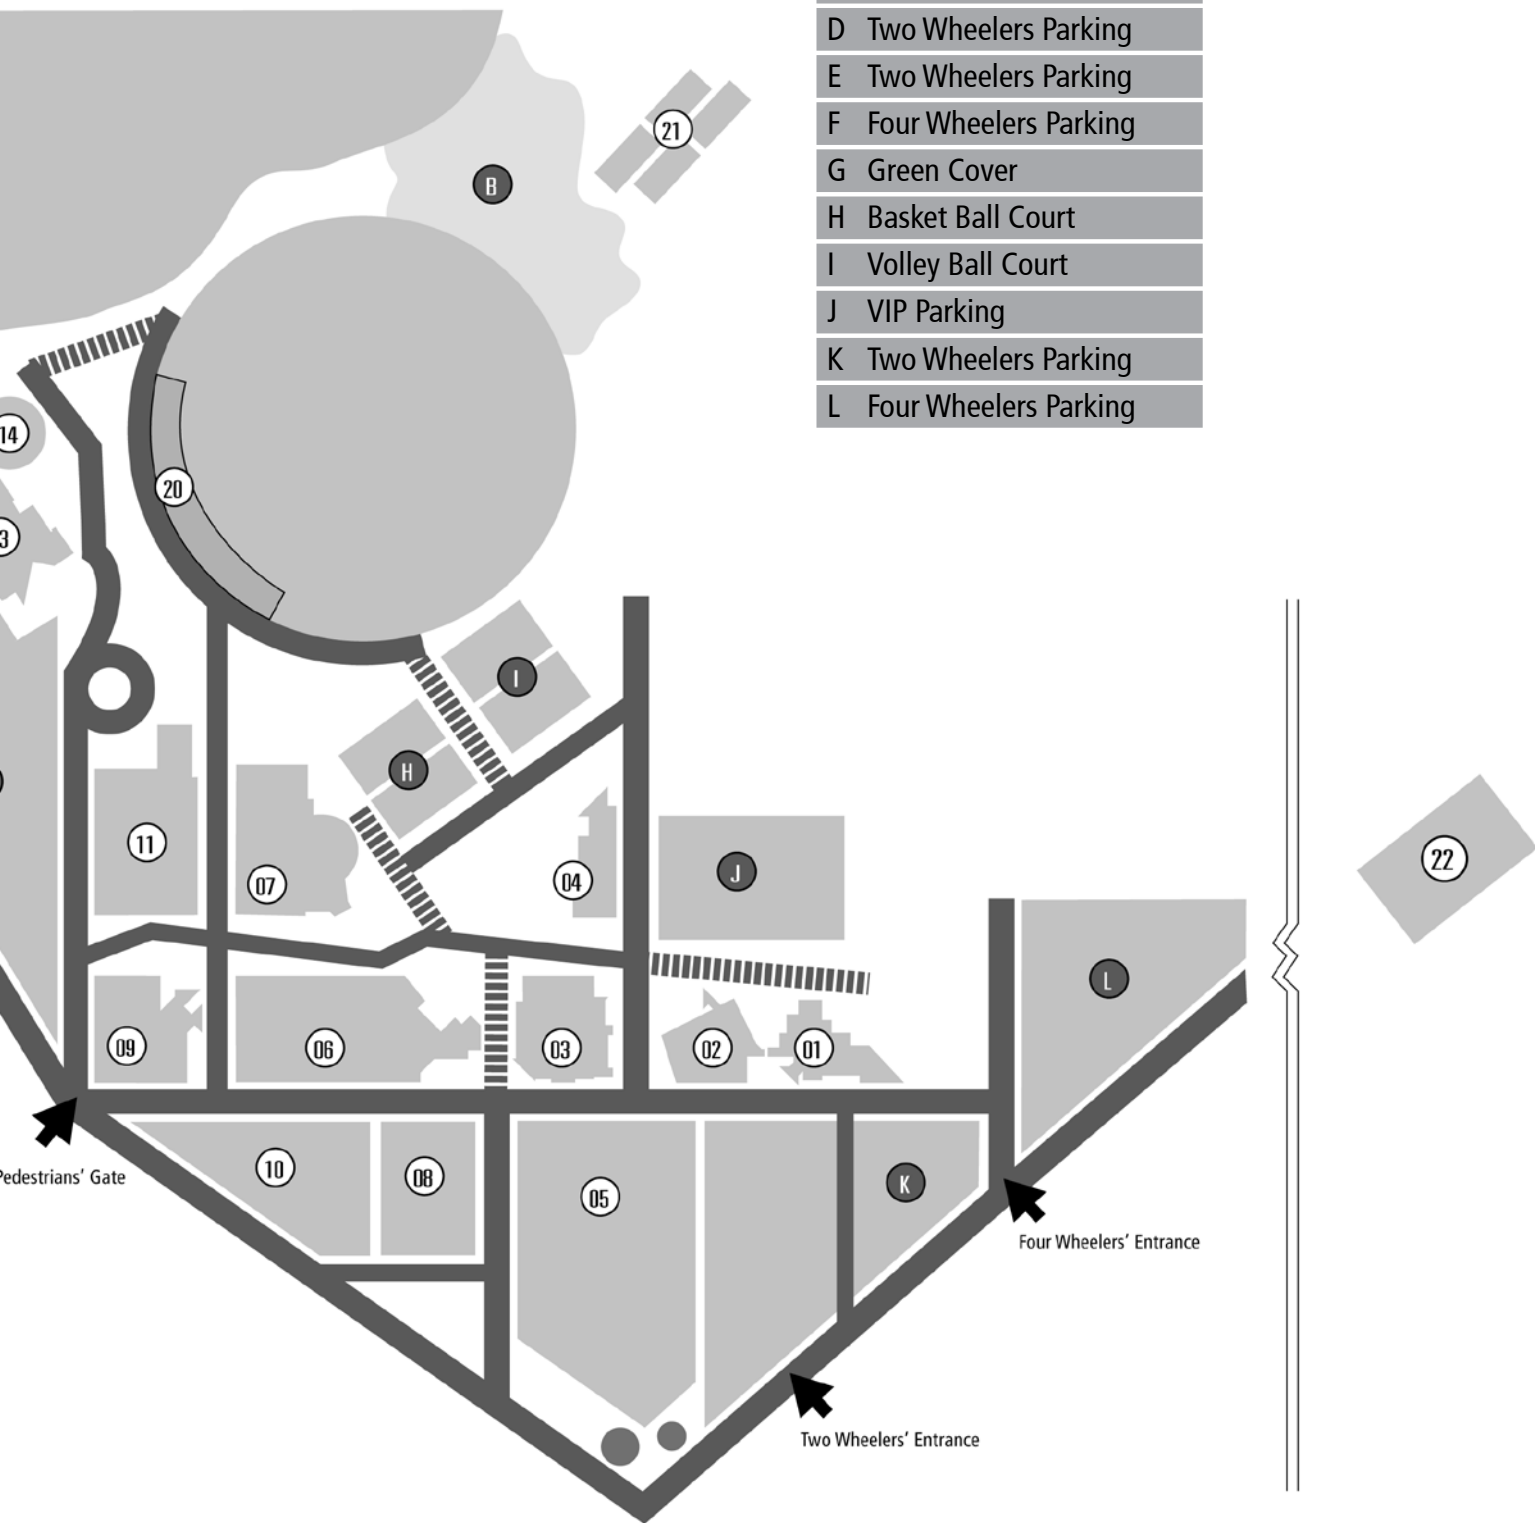 D Two Wheelers Parking
E Two Wheelers Parking
F Four Wheelers Parking
G Green Cover
H Basket Ball Court
I Volley Ball Court
J VIP Parking
K Two Wheelers Parking
L Four Wheelers Parking
21
B
14
20
3
I
H
11
07
04
J
22
L
09
06
03
02
01
Pedestrians' Gate
10
08
05
K
Four Wheelers' Entrance
Two Wheelers' Entrance